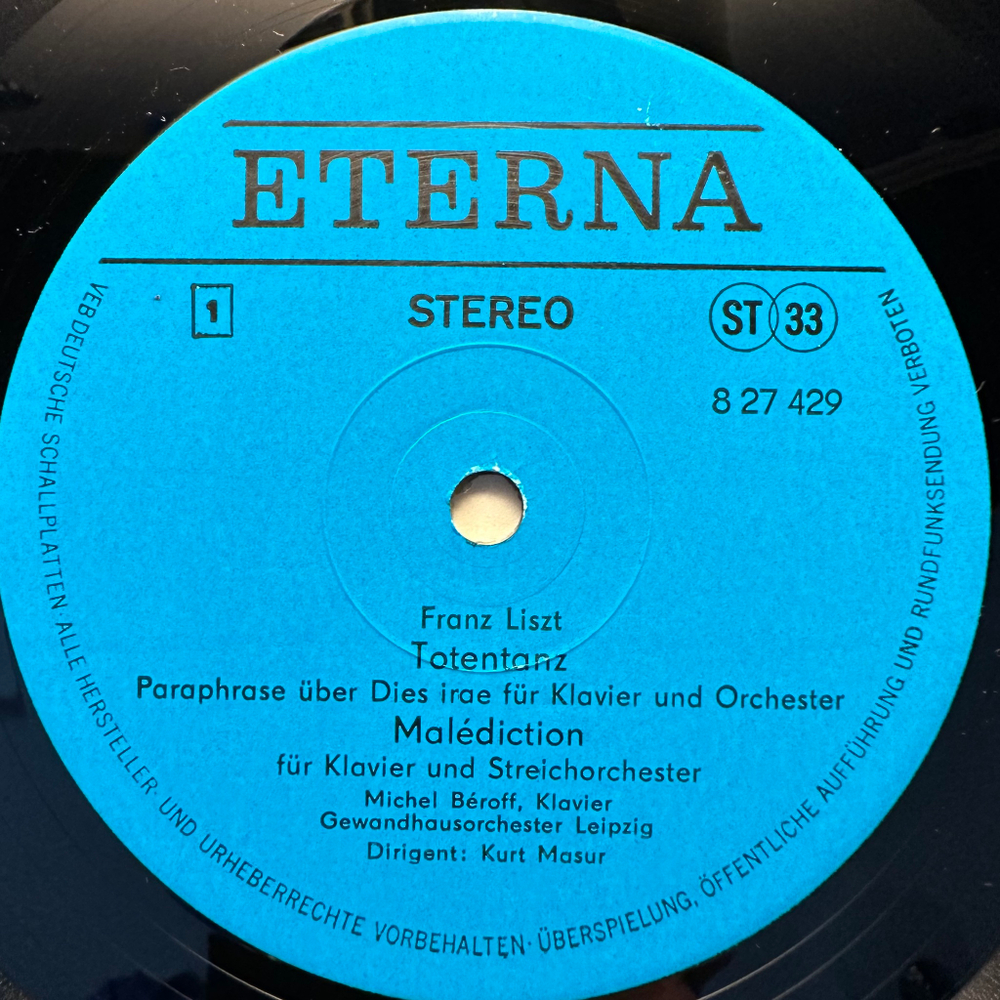 ETERNA
1
STEREO
ST 33
8 27 429
Franz Liszt
Totentanz
Paraphrase über Dies irae für Klavier und Orchester
Malédiction
für Klavier und Streichorchester
Michel Béroff, Klavier
Gewandhausorchester Leipzig
Dirigent: Kurt Masur
VEB DEUTSCHE SCHALLPLATTEN · ALLE HERSTELLER- UND URHEBERRECHTE VORBEHALTEN · ÜBERSPIELUNG, ÖFFENTLICHE AUFFÜHRUNG UND RUNDFUNKSENDUNG VERBOTEN